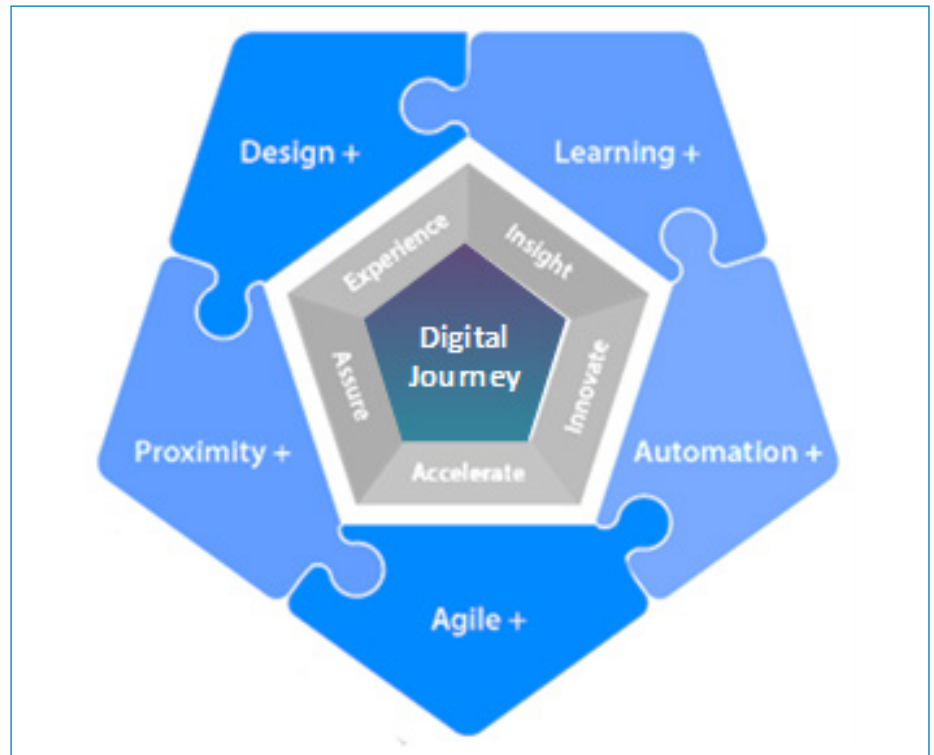 Design +
Learning +
Experience
Insight
Digital
Journey
Assure
Innovate
Proximity +
Automation +
Accelerate
Agile +